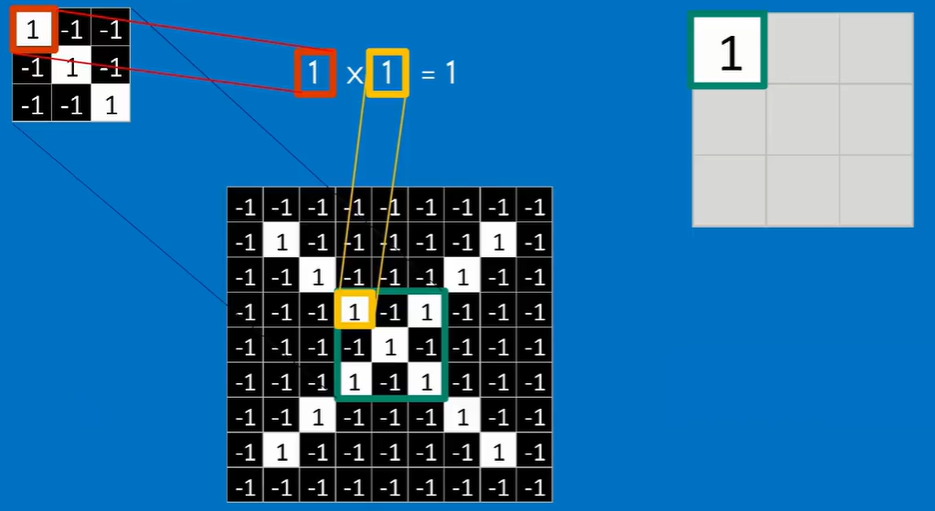 1 -1 -1
-1 1 -1
-1 -1 1
1 x 1 = 1
1
-1 -1 -1 -1 -1 -1 -1 -1 -1
-1 1 -1 -1 -1 -1 -1 1 -1
-1 -1 1 -1 -1 -1 1 -1 -1
-1 -1 -1 1 -1 1 -1 -1 -1
-1 -1 -1 -1 1 -1 -1 -1 -1
-1 -1 -1 1 -1 1 -1 -1 -1
-1 -1 1 -1 -1 -1 1 -1 -1
-1 1 -1 -1 -1 -1 -1 1 -1
-1 -1 -1 -1 -1 -1 -1 -1 -1